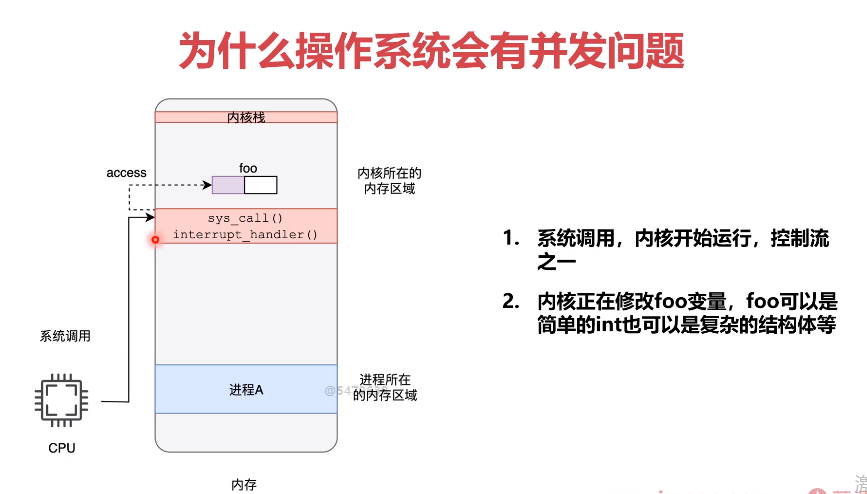 为什么操作系统会有并发问题
内核栈
access
foo
内核所在的
内存区域
sys_call()
interrupt_handler()
1. 系统调用，内核开始运行，控制流
之一
2. 内核正在修改foo变量，foo可以是
简单的int也可以是复杂的结构体等
系统调用
进程A
进程所在
的内存区域
CPU
内存